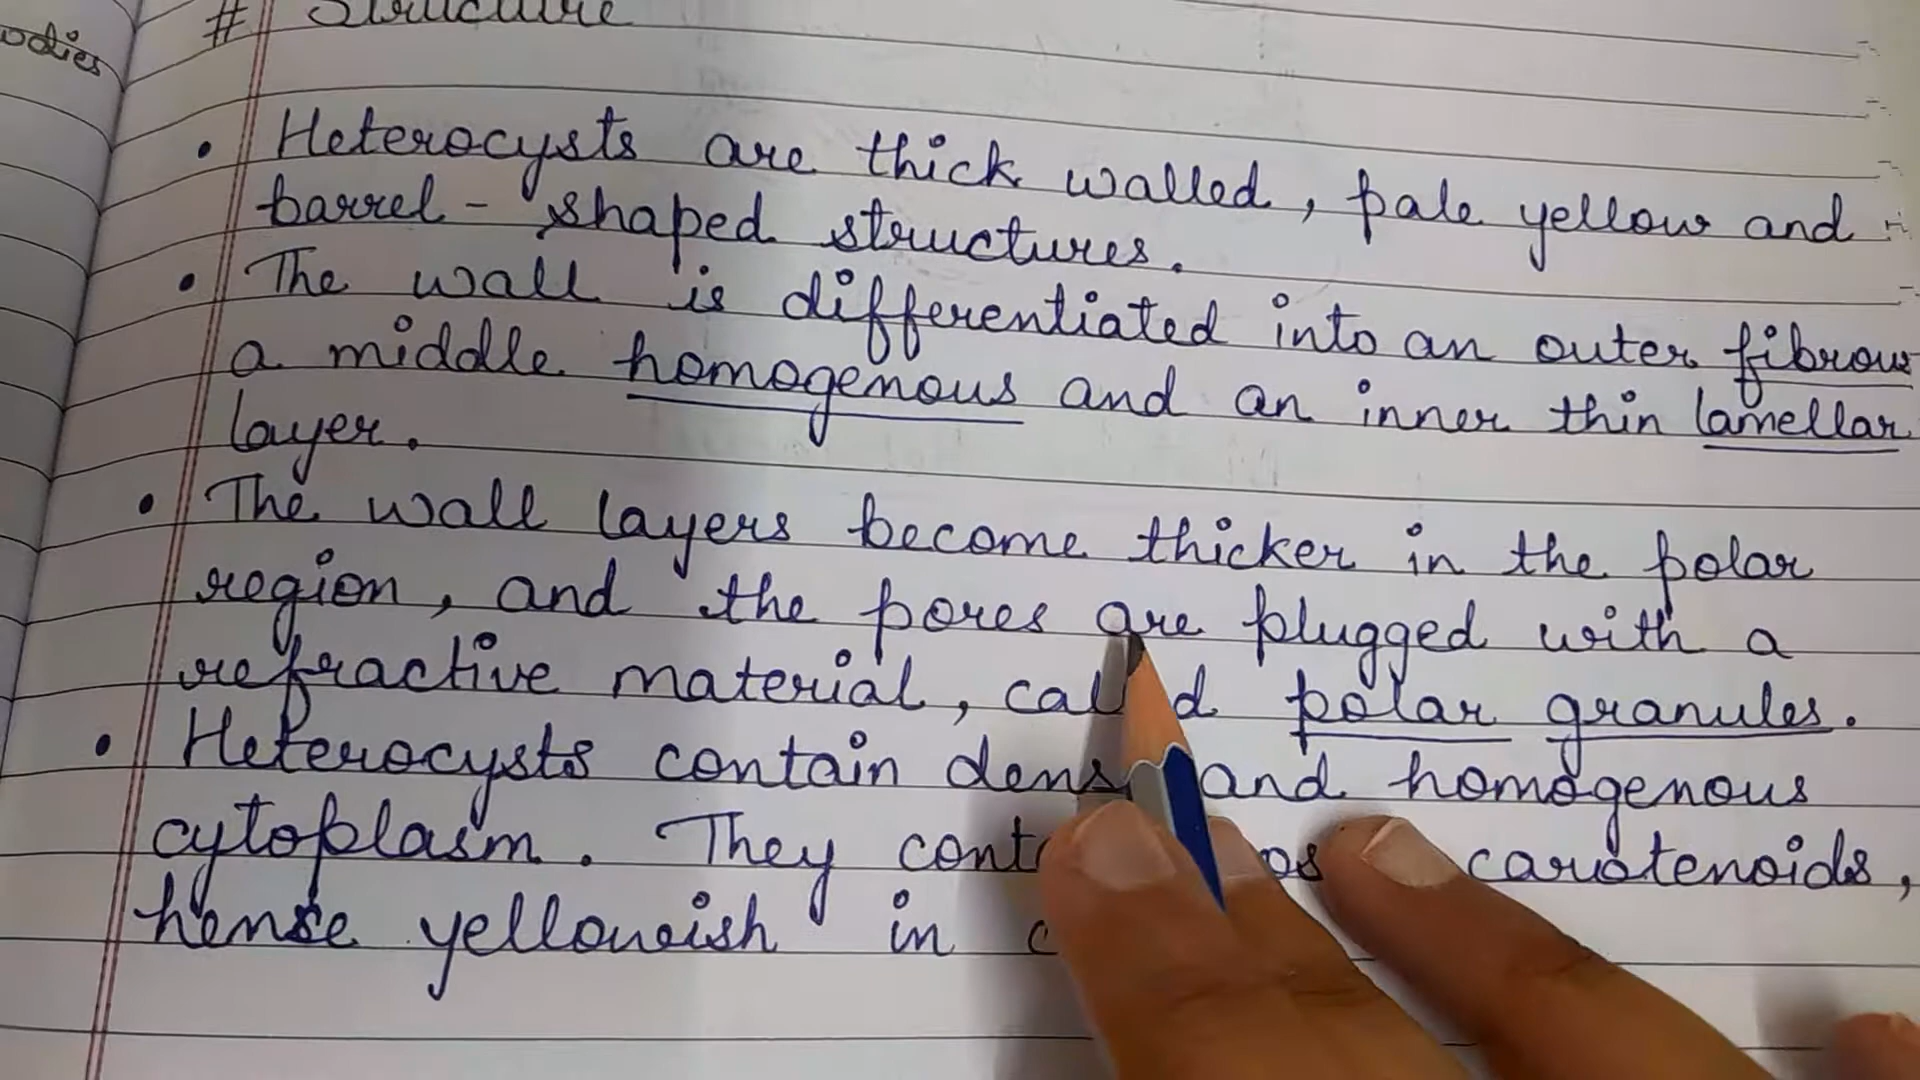 odies
# Structure
• Heterocysts are thick walled, pale yellow and
barrel - shaped structures.
• The wall is differentiated into an outer fibrous
a middle homogenous and an inner thin lamellar
layer.
• The wall layers become thicker in the polar
region, and the pores are plugged with a
refractive material, called polar granules.
• Heterocysts contain dense and homogenous
cytoplasm. They carotenoids,
hense yellowish in